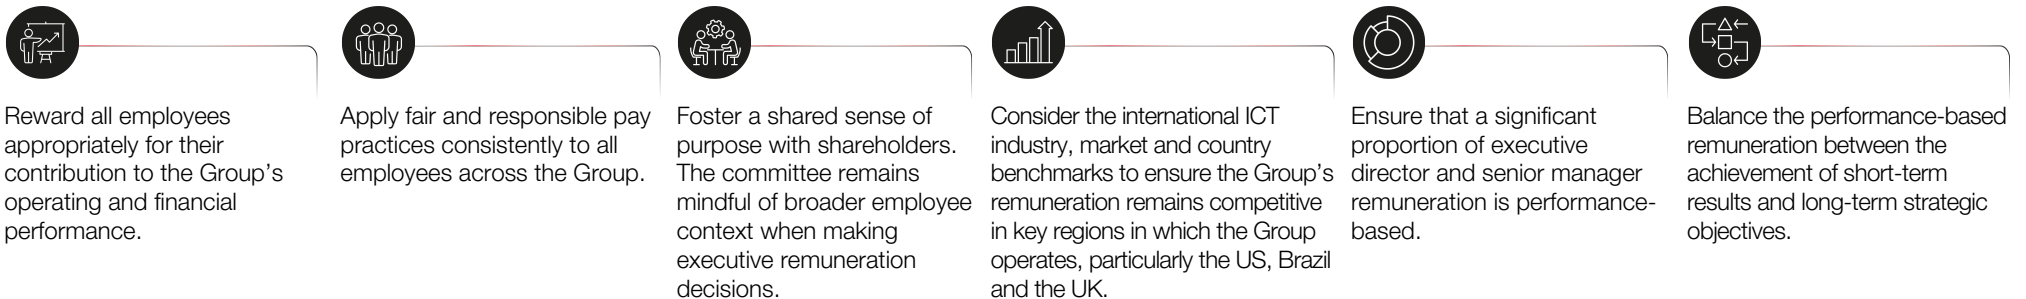 Reward all employees
appropriately for their
contribution to the Group’s
operating and financial
performance.
Apply fair and responsible pay
practices consistently to all
employees across the Group.
Foster a shared sense of
purpose with shareholders.
The committee remains
mindful of broader employee
context when making
executive remuneration
decisions.
Consider the international ICT
industry, market and country
benchmarks to ensure the Group’s
remuneration remains competitive
in key regions in which the Group
operates, particularly the US, Brazil
and the UK.
Ensure that a significant
proportion of executive
director and senior manager
remuneration is performance-
based.
Balance the performance-based
remuneration between the
achievement of short-term
results and long-term strategic
objectives.